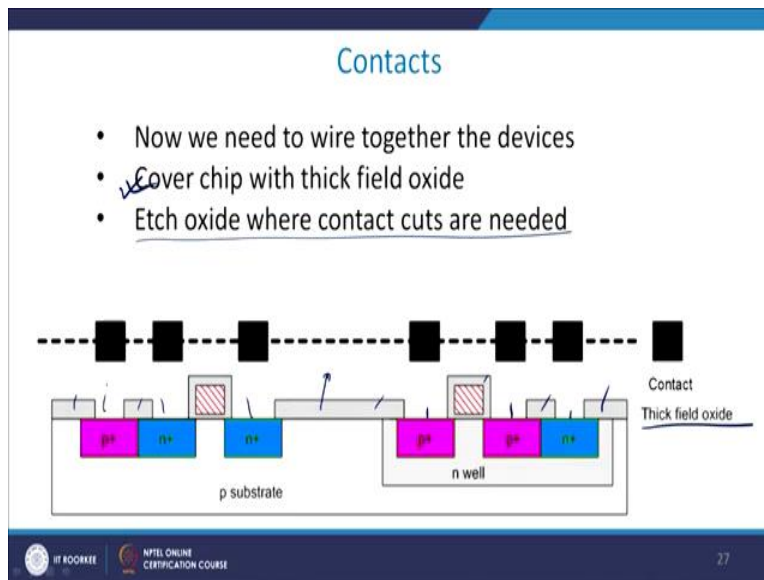 Contacts
• Now we need to wire together the devices
• Cover chip with thick field oxide
• Etch oxide where contact cuts are needed
Contact
Thick field oxide
p+ n+ n+ p+ p+ n+
n well
p substrate
IIT ROORKEE NPTEL ONLINE
CERTIFICATION COURSE 27